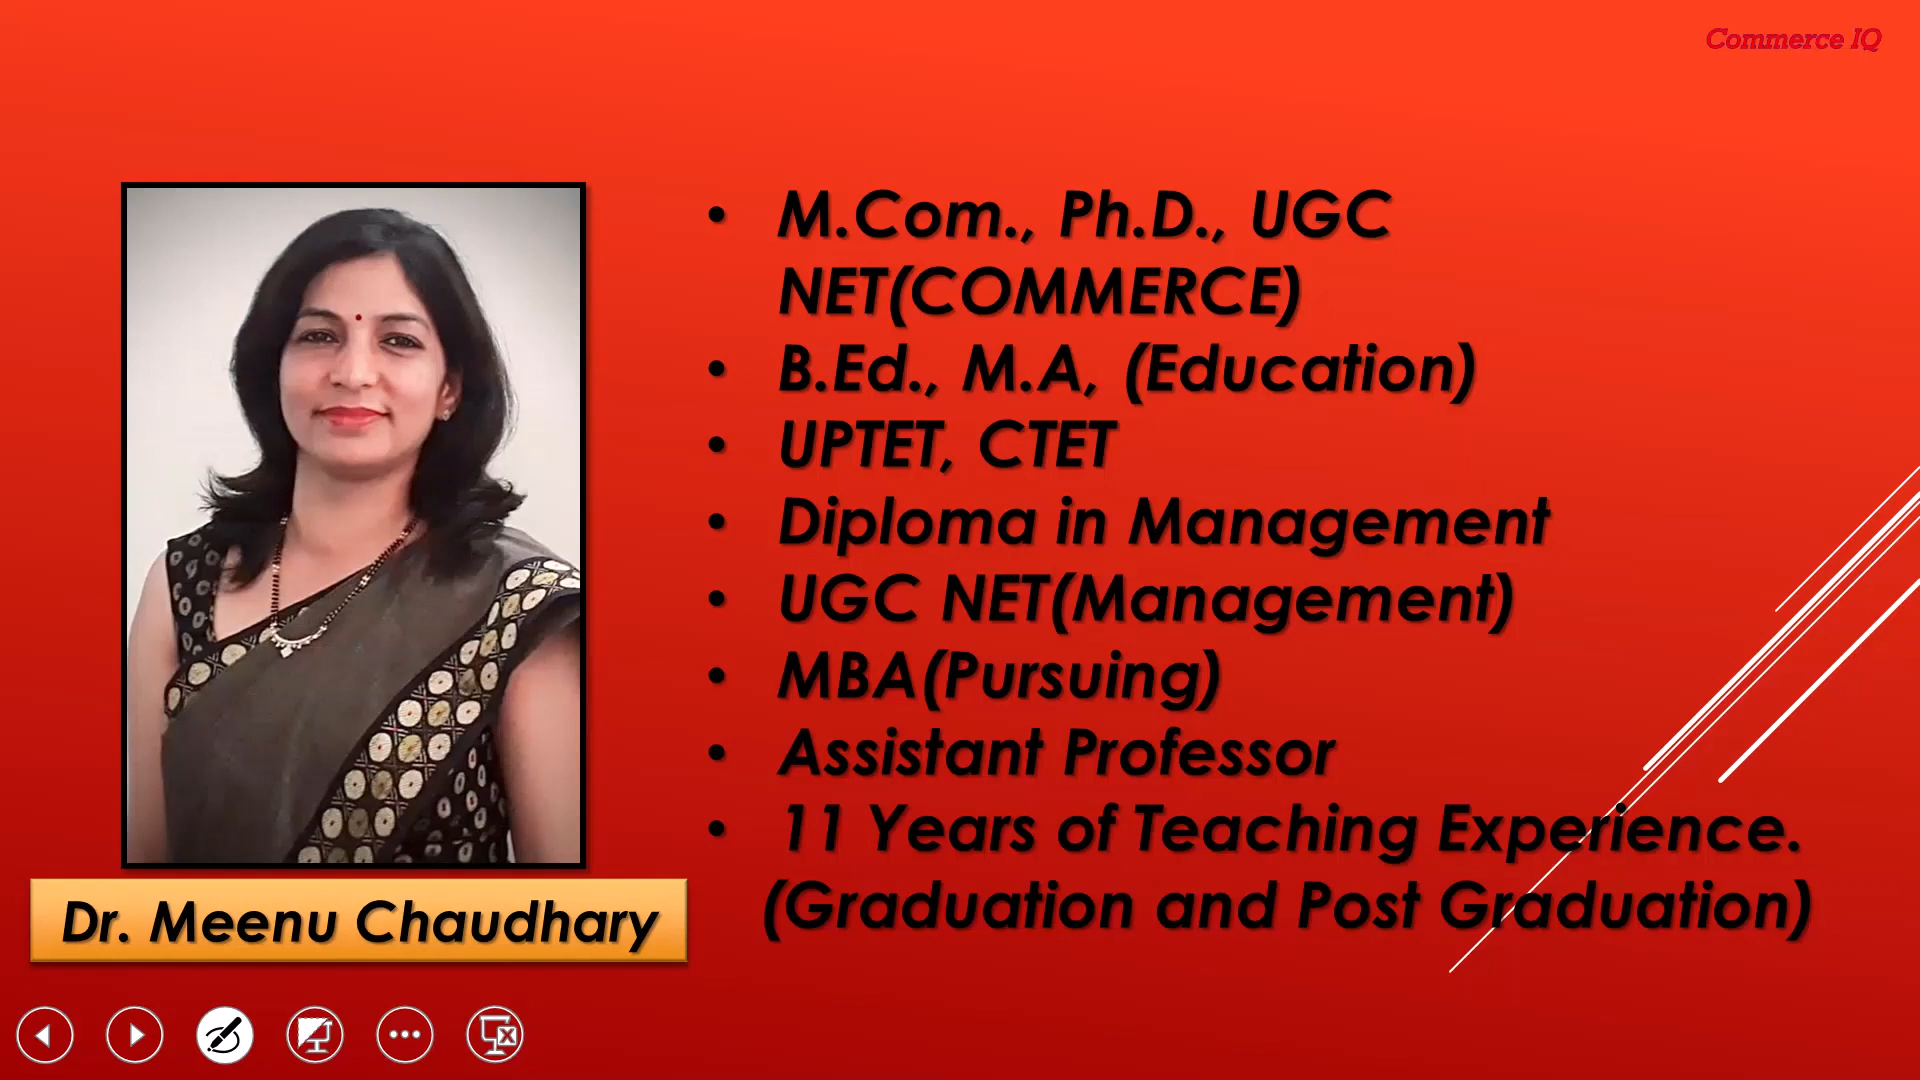 Commerce IQ
• M.Com., Ph.D., UGC
NET(COMMERCE)
• B.Ed., M.A, (Education)
• UPTET, CTET
• Diploma in Management
• UGC NET(Management)
• MBA(Pursuing)
• Assistant Professor
• 11 Years of Teaching Experience.
(Graduation and Post Graduation)
Dr. Meenu Chaudhary